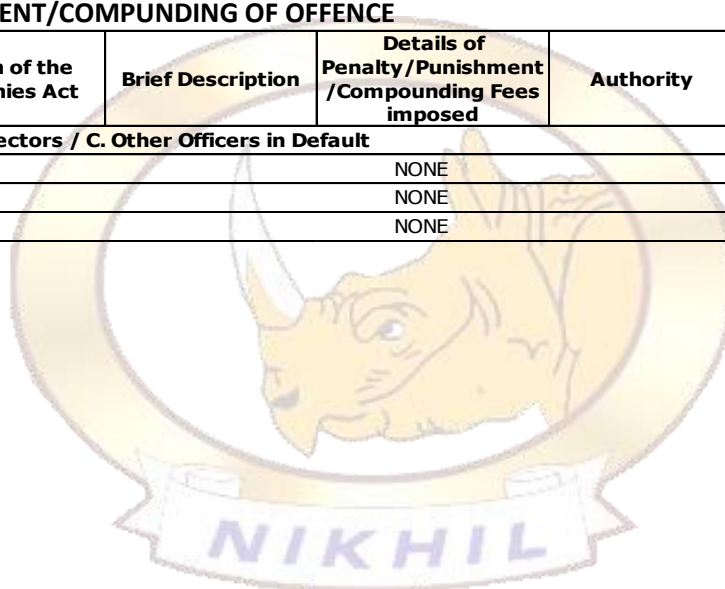 ENT/COMPUNDING OF OFFENCE
n of the
nies Act
Brief Description
Details of
Penalty/Punishment
/Compounding Fees
imposed
Authority
ectors / C. Other Officers in Default
NONE
NONE
NONE
NIKHIL